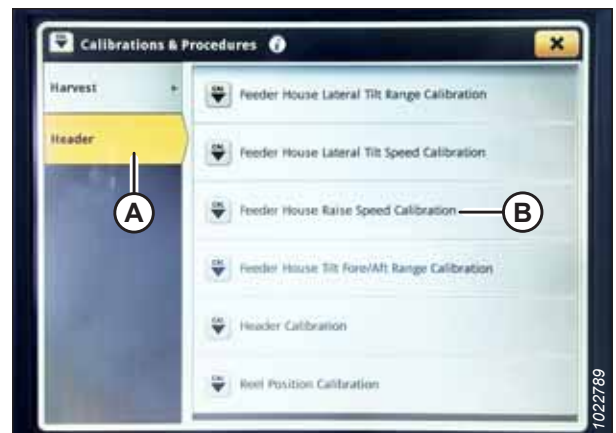 Calibrations & Procedures i
Harvest
Header
Feeder House Lateral Tilt Range Calibration
Feeder House Lateral Tilt Speed Calibration
Feeder House Raise Speed Calibration
Feeder House Tilt Fore/Aft Range Calibration
Header Calibration
Reel Position Calibration
A
B
1022789